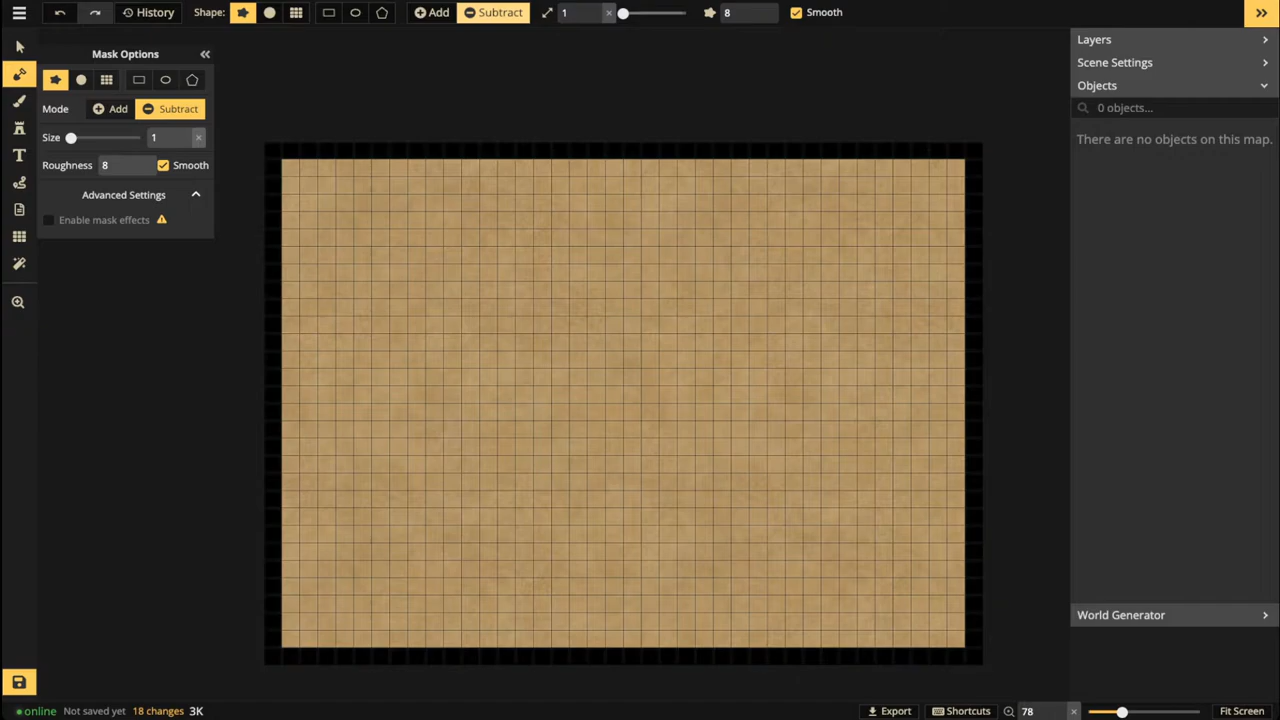 History Shape: Add Subtract 1 × 8 Smooth
Mask Options
Mode Add Subtract
Size 1 ×
Roughness 8 Smooth
Advanced Settings
Enable mask effects
Layers
Scene Settings
Objects
0 objects...
There are no objects on this map.
World Generator
online Not saved yet 18 changes 3K Export Shortcuts 78 × Fit Screen